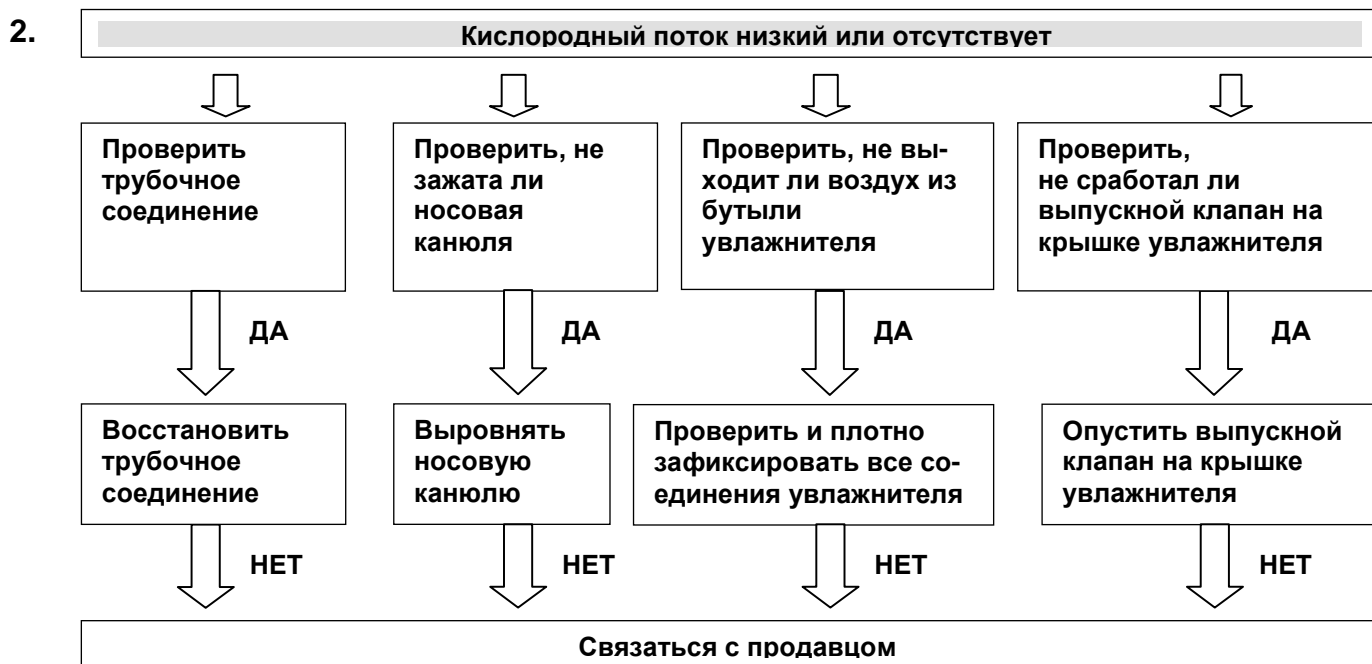 2.
Кислородный поток низкий или отсутствует
Проверить
трубочное
соединение
Проверить, не
зажата ли
носовая
канюля
Проверить, не вы-
ходит ли воздух из
бутыли
увлажнителя
Проверить,
не сработал ли
выпускной клапан на
крышке увлажнителя
ДА
ДА
ДА
ДА
Восстановить
трубочное
соединение
Выровнять
носовую
канюлю
Проверить и плотно
зафиксировать все со-
единения увлажнителя
Опустить выпускной
клапан на крышке
увлажнителя
НЕТ
НЕТ
НЕТ
НЕТ
Связаться с продавцом